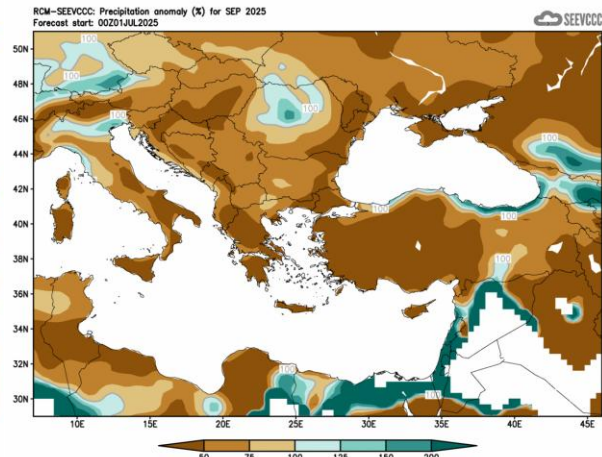 RCM-SEEVCCC: Precipitation anomaly (%) for SEP 2025
Forecast start: 00Z01JUL2025
SEEVCCC
50N
48N
46N
44N
42N
40N
38N
36N
34N
32N
30N
100
100
100
100
100
100
100
100
100
100
10E 15E 20E 25E 30E 35E 40E 45E
50 75 100 125 150 200